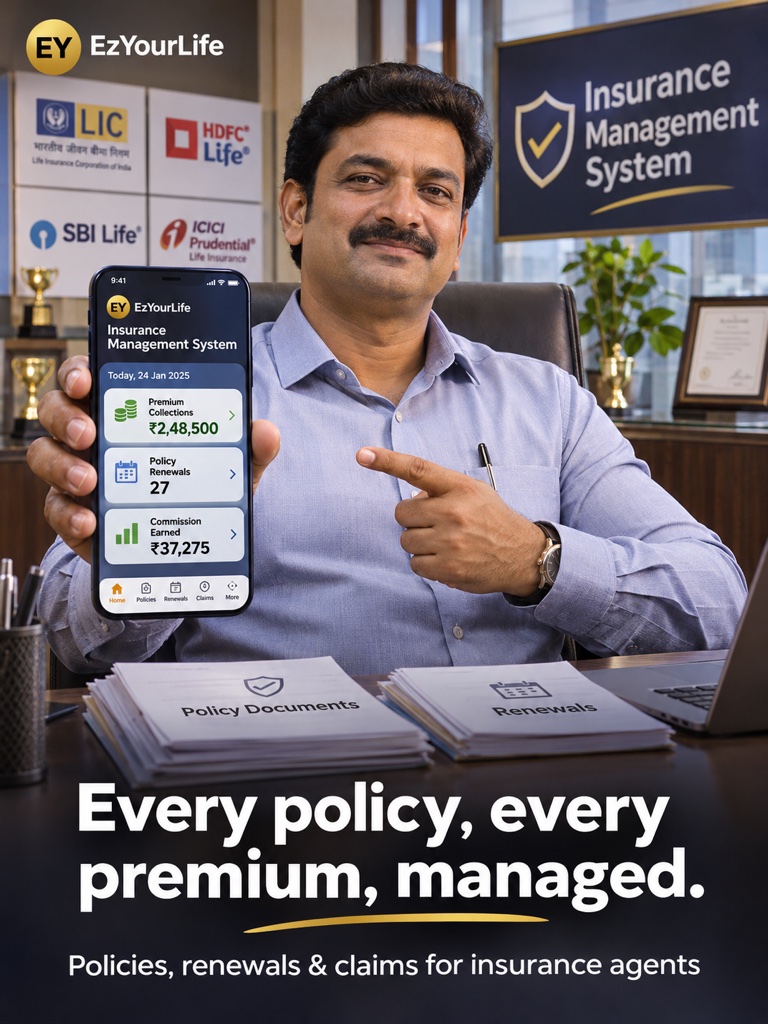 EY EzYourLife
LIC
भारतीय जीवन बीमा निगम
Life Insurance Corporation of India
HDFC
Life
SBI Life
ICICI
Prudential
Life Insurance
Insurance
Management
System
9:41
EY EzYourLife
Insurance
Management System
Today, 24 Jan 2025
Premium
Collections
₹2,48,500
Policy
Renewals
27
Commission
Earned
₹37,275
Home Policies Renewals Claims More
Policy Documents
Renewals
Every policy, every
premium, managed.
Policies, renewals & claims for insurance agents